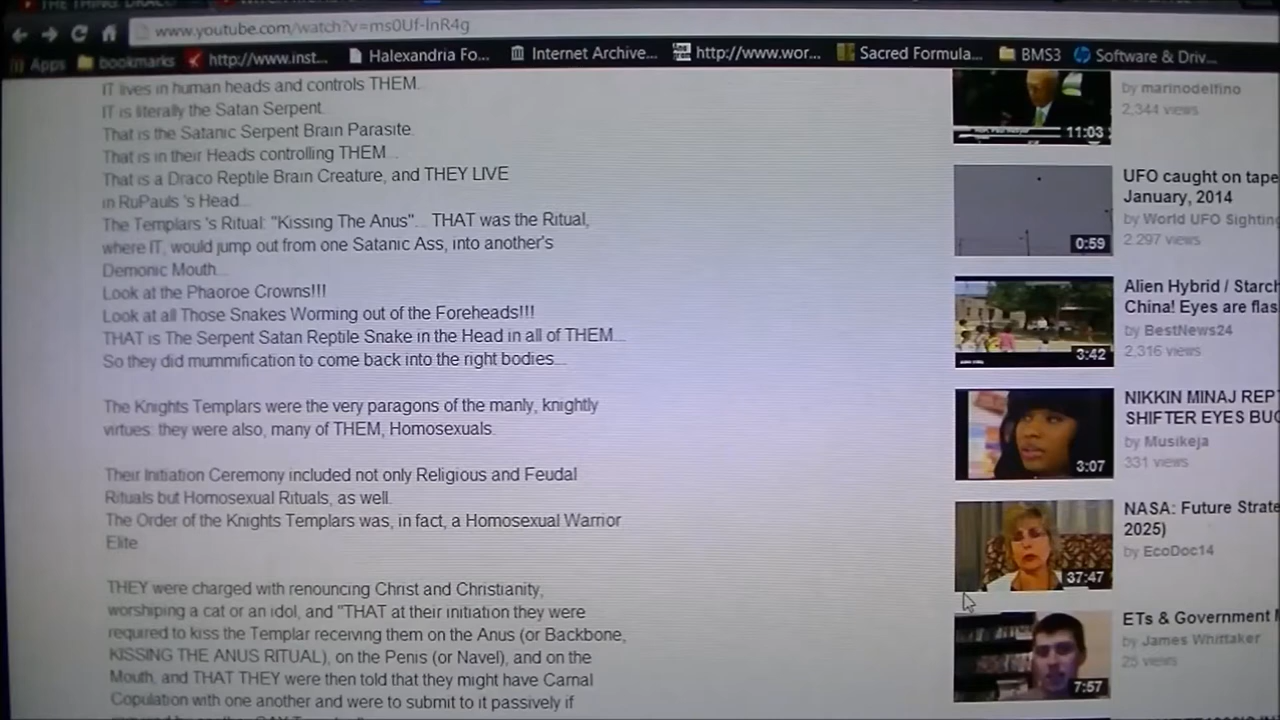 THE THING: DRACO
www.youtube.com/watch?v=ms0Uf-lnR4g
Apps bookmarks http://www.inst... Halexandria Fo... Internet Archive... http://www.wor... Sacred Formula... BMS3 Software & Driv...
IT lives in human heads and controls THEM.
IT is literally the Satan Serpent.
That is the Satanic Serpent Brain Parasite.
That is in their Heads controlling THEM...
That is a Draco Reptile Brain Creature, and THEY LIVE
in RuPauls 's Head...
The Templars 's Ritual: "Kissing The Anus"... THAT was the Ritual,
where IT, would jump out from one Satanic Ass, into another's
Demonic Mouth...
Look at the Phaoroe Crowns!!!
Look at all Those Snakes Worming out of the Foreheads!!!
THAT is The Serpent Satan Reptile Snake in the Head in all of THEM....
So they did mummification to come back into the right bodies....
The Knights Templars were the very paragons of the manly, knightly
virtues: they were also, many of THEM, Homosexuals.
Their Initiation Ceremony included not only Religious and Feudal
Rituals but Homosexual Rituals, as well.
The Order of the Knights Templars was, in fact, a Homosexual Warrior
Elite.
THEY were charged with renouncing Christ and Christianity,
worshiping a cat or an idol, and "THAT at their initiation they were
required to kiss the Templar receiving them on the Anus (or Backbone,
KISSING THE ANUS RITUAL), on the Penis (or Navel), and on the
Mouth, and THAT THEY were then told that they might have Carnal
Copulation with one another and were to submit to it passively if
by marinodelfino
2,344 views
11:03
UFO caught on tape
January, 2014
by World UFO Sighting
2,297 views
0:59
Alien Hybrid / Starch
China! Eyes are flas
by BestNews24
2,316 views
3:42
NIKKIN MINAJ REP
SHIFTER EYES BUG
by Musikeja
331 views
3:07
NASA: Future Strate
2025)
by EcoDoc14
37:47
ETs & Government
by James Whittaker
25 views
7:57